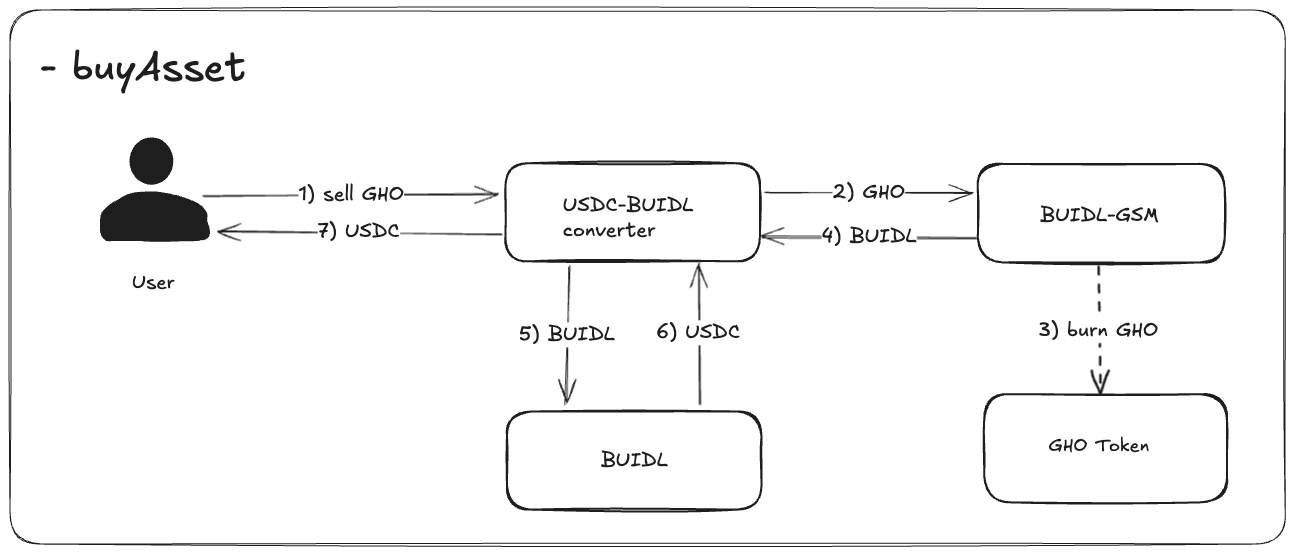 - buyAsset
1) sell GHO
2) GHO
USDC-BUIDL
converter
BUIDL-GSM
7) USDC
4) BUIDL
User
5) BUIDL
6) USDC
3) burn GHO
BUIDL
GHO Token